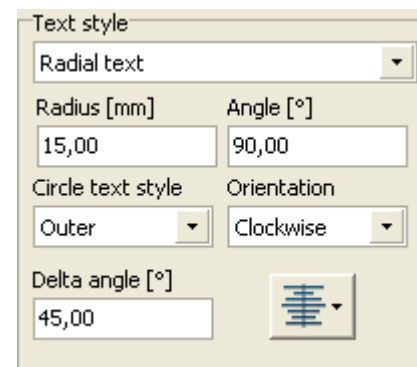 Text style
Radial text
Radius [mm] Angle [°]
15,00 90,00
Circle text style Orientation
Outer Clockwise
Delta angle [°]
45,00